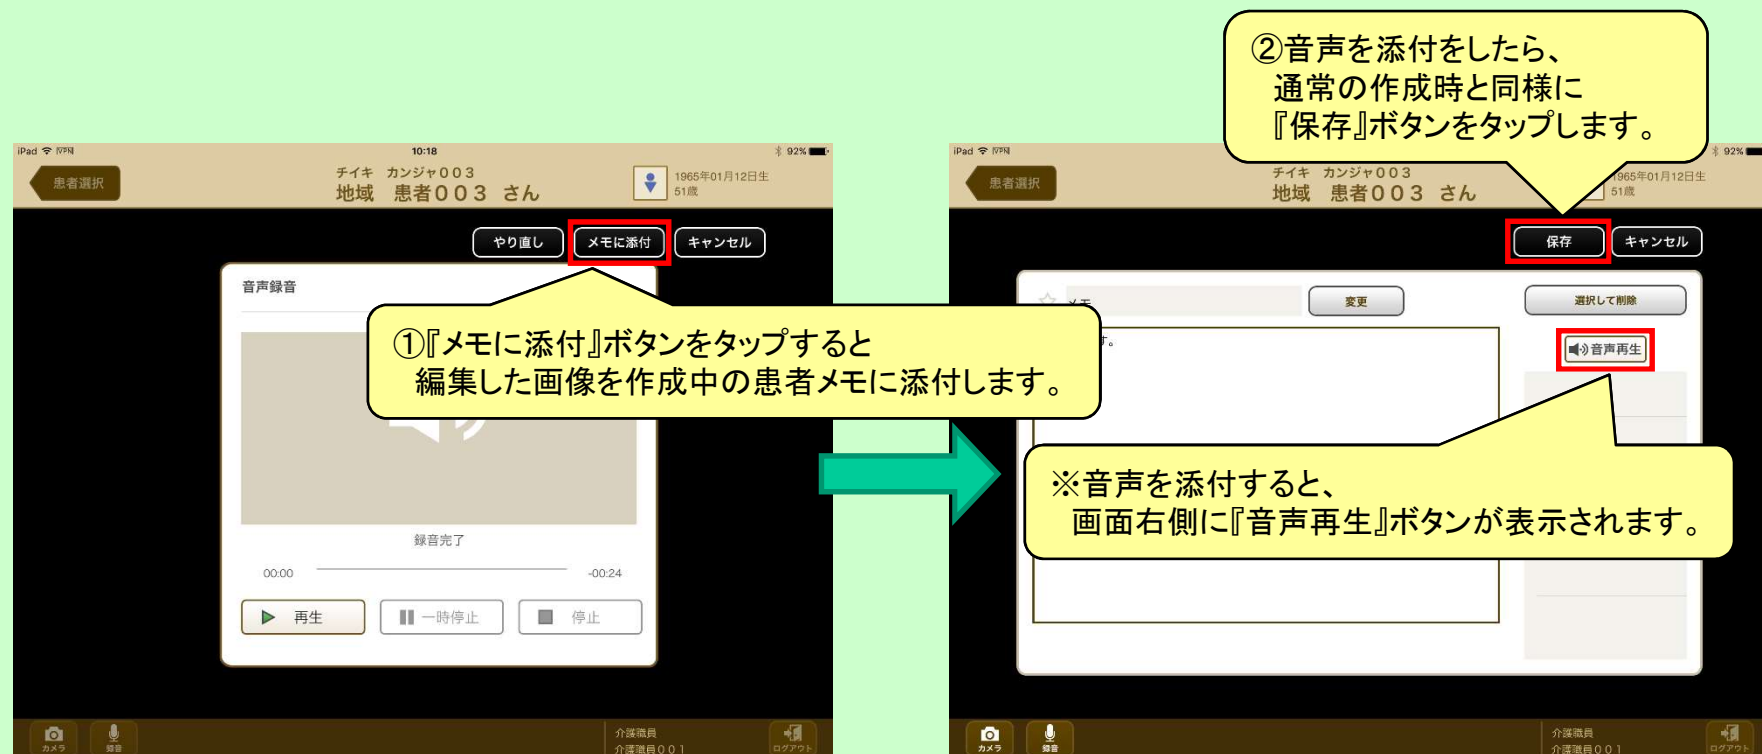 ②音声を添付をしたら、
通常の作成時と同様に
『保存』ボタンをタップします。
iPad VPN
10:18
92%
患者選択
チイキ カンジャ003
地域 患者003 さん
1965年01月12日生
51歳
やり直し
メモに添付
キャンセル
音声録音
①『メモに添付』ボタンをタップすると
編集した画像を作成中の患者メモに添付します。
録音完了
00:00
-00:24
再生
一時停止
停止
カメラ
録音
介護職員
介護職員001
ログアウト
iPad VPN
92%
患者選択
チイキ カンジャ003
地域 患者003 さん
1965年01月12日生
51歳
保存
キャンセル
メモ
変更
選択して削除
す。
音声再生
※音声を添付すると、
画面右側に『音声再生』ボタンが表示されます。
カメラ
録音
介護職員
介護職員001
ログアウト